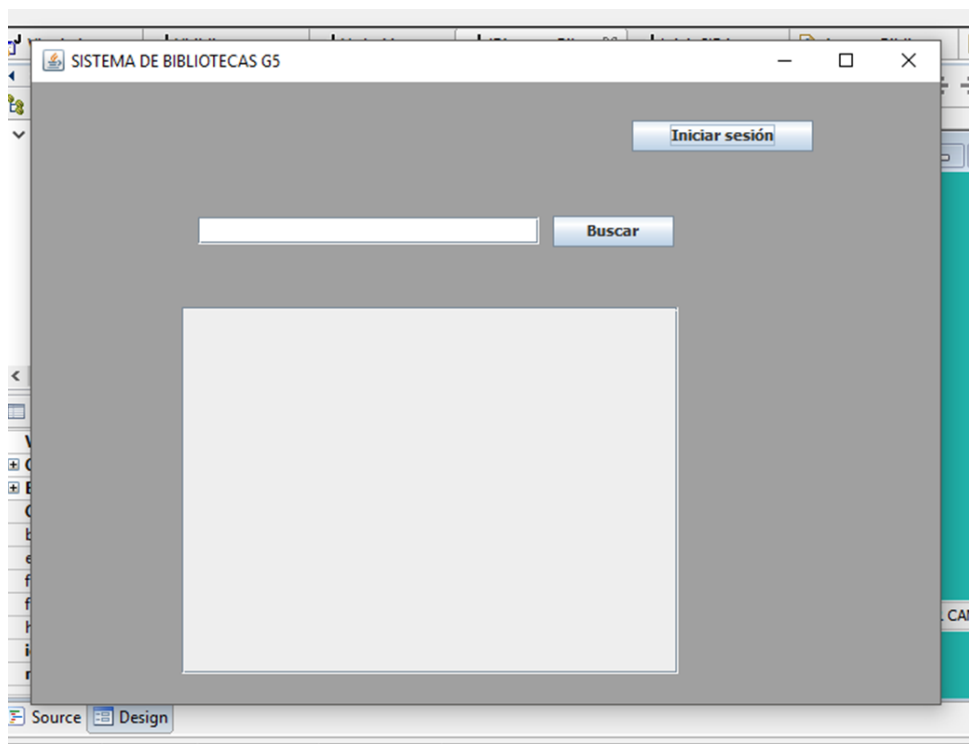 SISTEMA DE BIBLIOTECAS G5
Iniciar sesión
Buscar
Source
Design